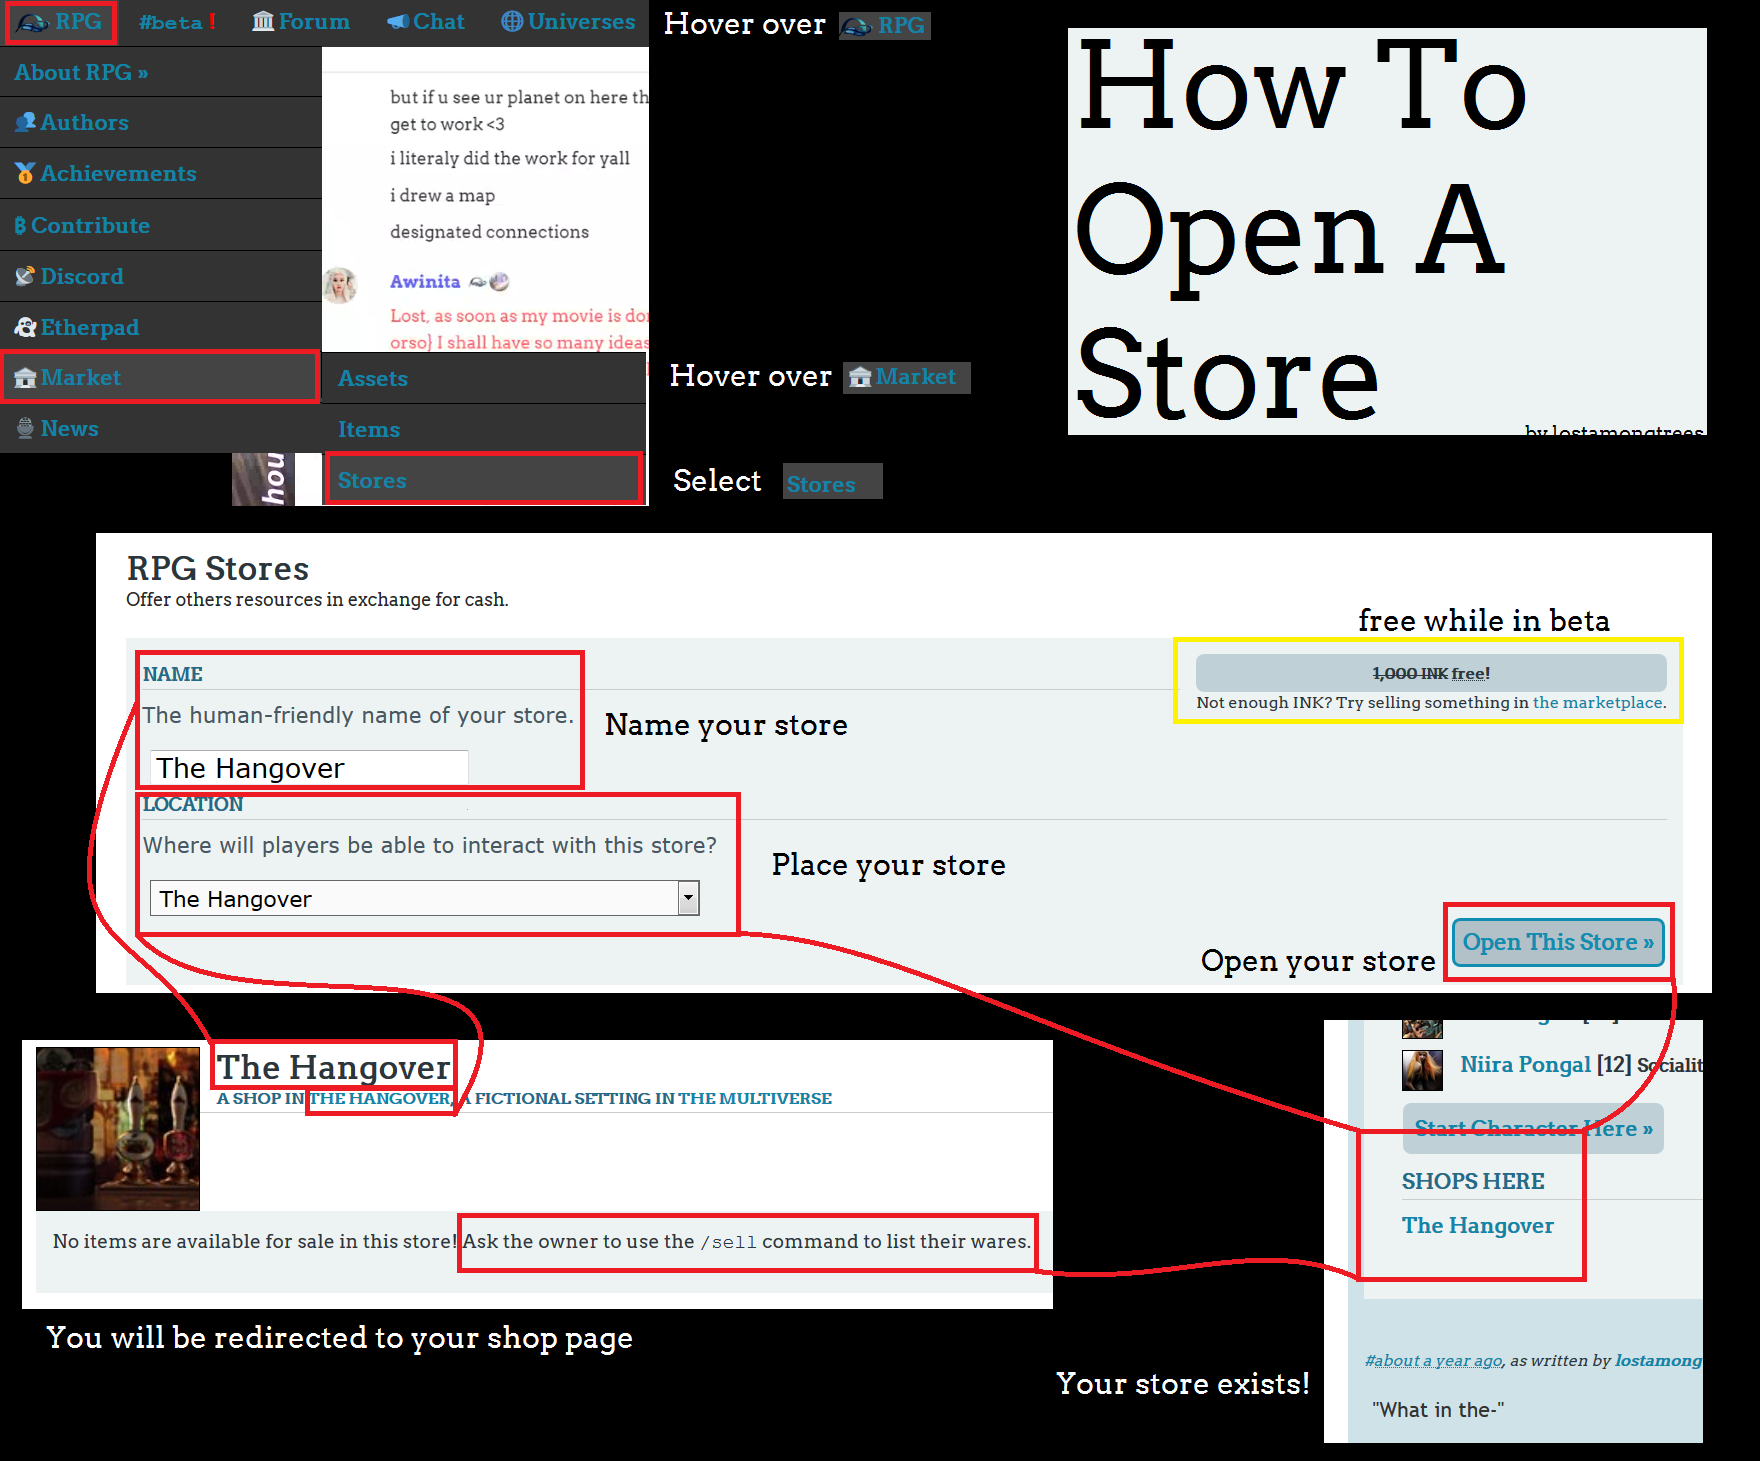 RPG
#beta!
Forum
Chat
Universes
Hover over RPG
How To
Open A
Store
by lostamongtrees
About RPG »
Authors
Achievements
Contribute
Discord
Etherpad
Market
News
but if u see ur planet on here th
get to work <3
i literaly did the work for yall
i drew a map
designated connections
Awinita
Lost, as soon as my movie is do
orso} I shall have so many ideas
Assets
Items
Stores
hou
Hover over Market
Select Stores
RPG Stores
Offer others resources in exchange for cash.
free while in beta
1,000 INK free!
Not enough INK? Try selling something in the marketplace.
NAME
The human-friendly name of your store.
The Hangover
Name your store
LOCATION
Where will players be able to interact with this store?
The Hangover
Place your store
Open your store
Open This Store »
The Hangover
A SHOP IN THE HANGOVER, A FICTIONAL SETTING IN THE MULTIVERSE
No items are available for sale in this store! Ask the owner to use the /sell command to list their wares.
You will be redirected to your shop page
Niira Pongal [12] Socialit
Start Character Here »
SHOPS HERE
The Hangover
#about a year ago, as written by lostamong
"What in the-"
Your store exists!